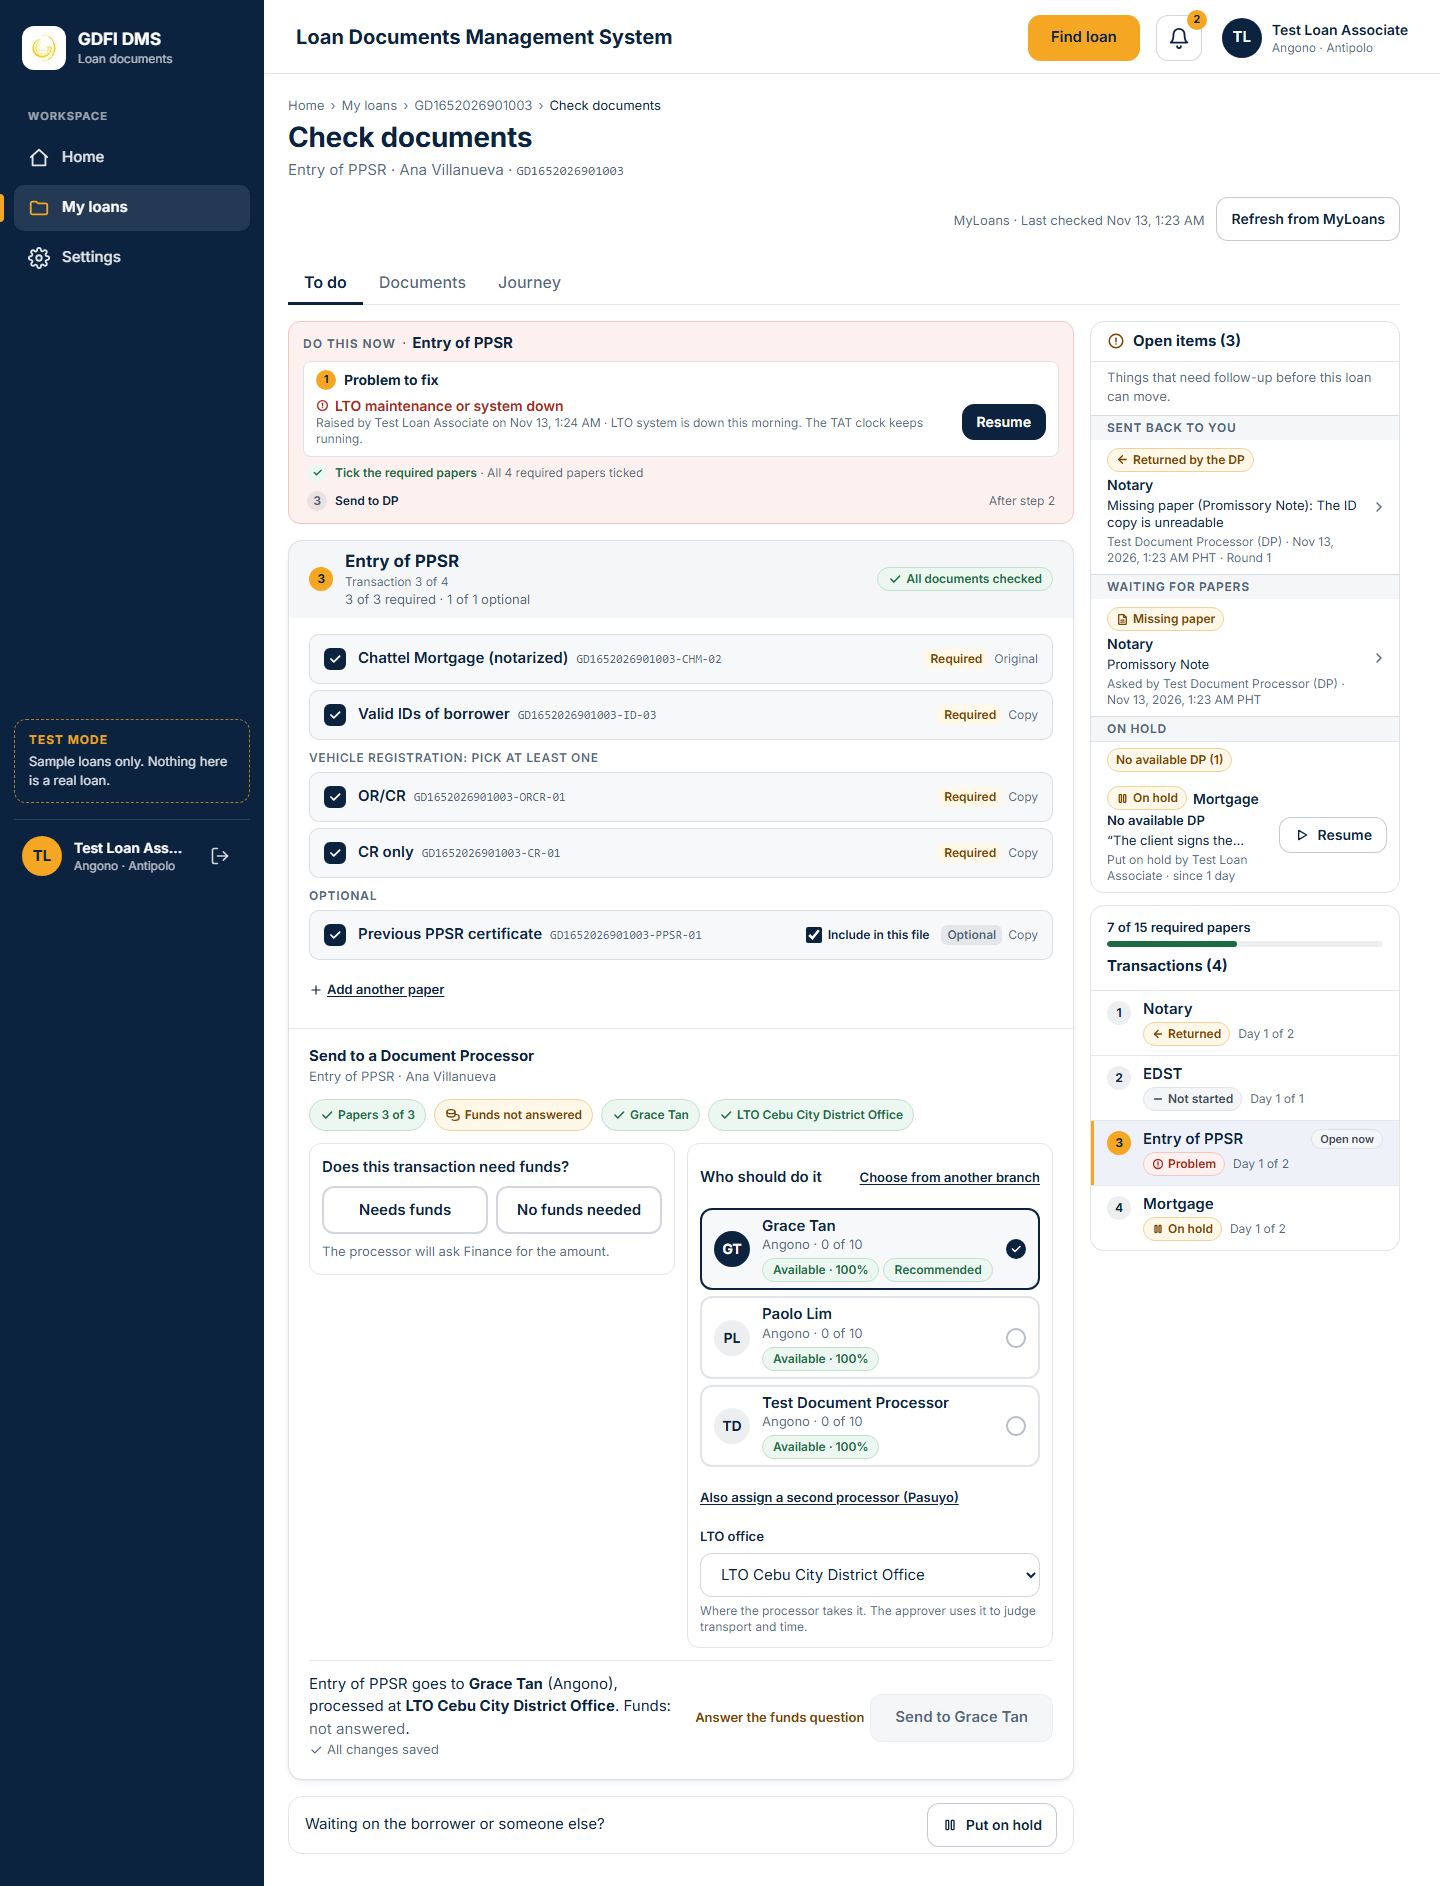 GDFI DMS
Loan documents
WORKSPACE
Home
My loans
Settings
TEST MODE
Sample loans only. Nothing here
is a real loan.
TL
Test Loan Ass...
Angono · Antipolo
Loan Documents Management System
Find loan
2
TL
Test Loan Associate
Angono · Antipolo
Home › My loans › GD1652026901003 › Check documents
Check documents
Entry of PPSR · Ana Villanueva · GD1652026901003
MyLoans · Last checked Nov 13, 1:23 AM
Refresh from MyLoans
To do
Documents
Journey
DO THIS NOW · Entry of PPSR
1 Problem to fix
LTO maintenance or system down
Raised by Test Loan Associate on Nov 13, 1:24 AM · LTO system is down this morning. The TAT clock keeps
running.
Resume
Tick the required papers · All 4 required papers ticked
3 Send to DP
After step 2
3
Entry of PPSR
Transaction 3 of 4
3 of 3 required · 1 of 1 optional
All documents checked
Chattel Mortgage (notarized) GD1652026901003-CHM-02 Required Original
Valid IDs of borrower GD1652026901003-ID-03 Required Copy
VEHICLE REGISTRATION: PICK AT LEAST ONE
OR/CR GD1652026901003-ORCR-01 Required Copy
CR only GD1652026901003-CR-01 Required Copy
OPTIONAL
Previous PPSR certificate GD1652026901003-PPSR-01 Include in this file Optional Copy
+ Add another paper
Send to a Document Processor
Entry of PPSR · Ana Villanueva
Papers 3 of 3
Funds not answered
Grace Tan
LTO Cebu City District Office
Does this transaction need funds?
Needs funds
No funds needed
The processor will ask Finance for the amount.
Who should do it
Choose from another branch
GT
Grace Tan
Angono · 0 of 10
Available · 100%
Recommended
PL
Paolo Lim
Angono · 0 of 10
Available · 100%
TD
Test Document Processor
Angono · 0 of 10
Available · 100%
Also assign a second processor (Pasuyo)
LTO office
LTO Cebu City District Office
Where the processor takes it. The approver uses it to judge
transport and time.
Entry of PPSR goes to Grace Tan (Angono),
processed at LTO Cebu City District Office. Funds:
not answered.
All changes saved
Answer the funds question
Send to Grace Tan
Waiting on the borrower or someone else?
Put on hold
Open items (3)
Things that need follow-up before this loan
can move.
SENT BACK TO YOU
Returned by the DP
Notary
Missing paper (Promissory Note): The ID
copy is unreadable
Test Document Processor (DP) · Nov 13,
2026, 1:23 AM PHT · Round 1
WAITING FOR PAPERS
Missing paper
Notary
Promissory Note
Asked by Test Document Processor (DP) ·
Nov 13, 2026, 1:23 AM PHT
ON HOLD
No available DP (1)
On hold Mortgage
No available DP
“The client signs the...
Put on hold by Test Loan
Associate · since 1 day
Resume
7 of 15 required papers
Transactions (4)
1 Notary
Returned Day 1 of 2
2 EDST
Not started Day 1 of 1
3 Entry of PPSR Open now
Problem Day 1 of 2
4 Mortgage
On hold Day 1 of 2